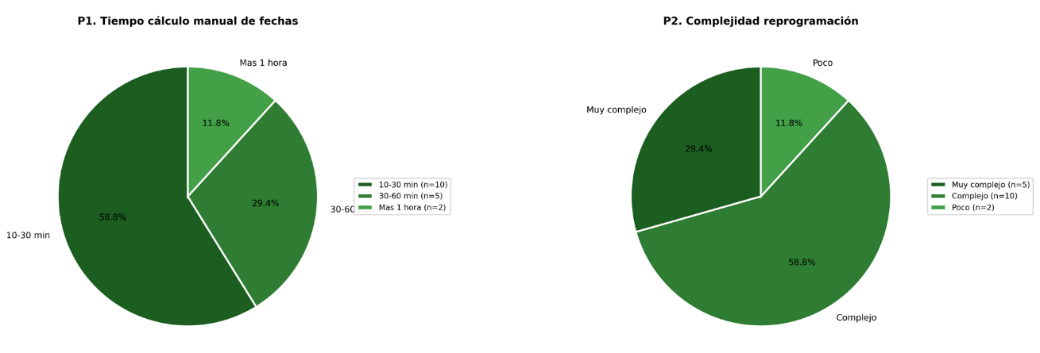 P1. Tiempo cálculo manual de fechas
Mas 1 hora
11.8%
58.8%
29.4%
10-30 min
30-60
10-30 min (n=10)
30-60 min (n=5)
Mas 1 hora (n=2)
P2. Complejidad reprogramación
Poco
Muy complejo
11.8%
29.4%
58.8%
Complejo
Muy complejo (n=5)
Complejo (n=10)
Poco (n=2)